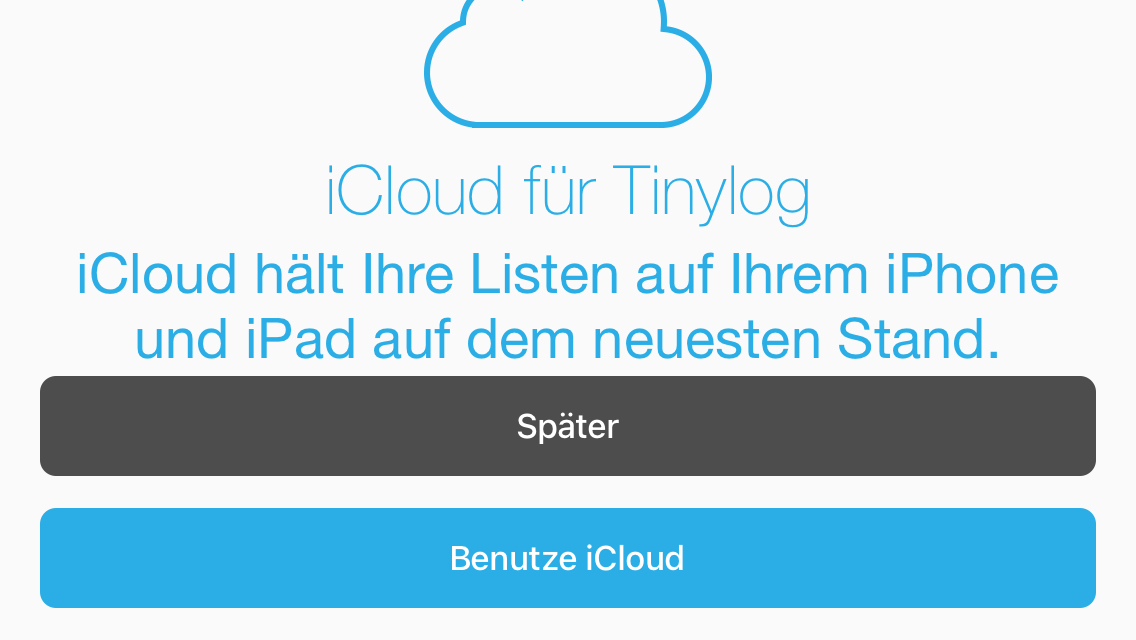 iCloud für Tinylog
iCloud hält Ihre Listen auf Ihrem iPhone
und iPad auf dem neuesten Stand.
Später
Benutze iCloud